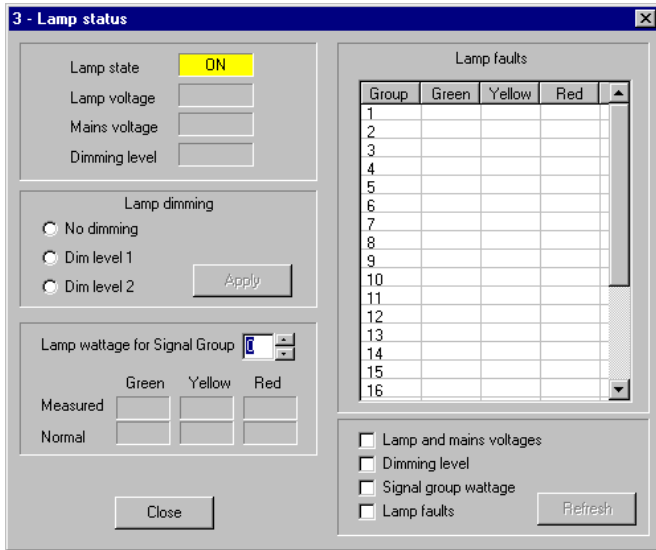 3 - Lamp status
Lamp state ON
Lamp voltage
Mains voltage
Dimming level
Lamp dimming
No dimming
Dim level 1
Dim level 2
Apply
Lamp wattage for Signal Group 0
Green Yellow Red
Measured
Normal
Close
Lamp faults
Group Green Yellow Red
1
2
3
4
5
6
7
8
9
10
11
12
13
14
15
16
Lamp and mains voltages
Dimming level
Signal group wattage
Lamp faults
Refresh